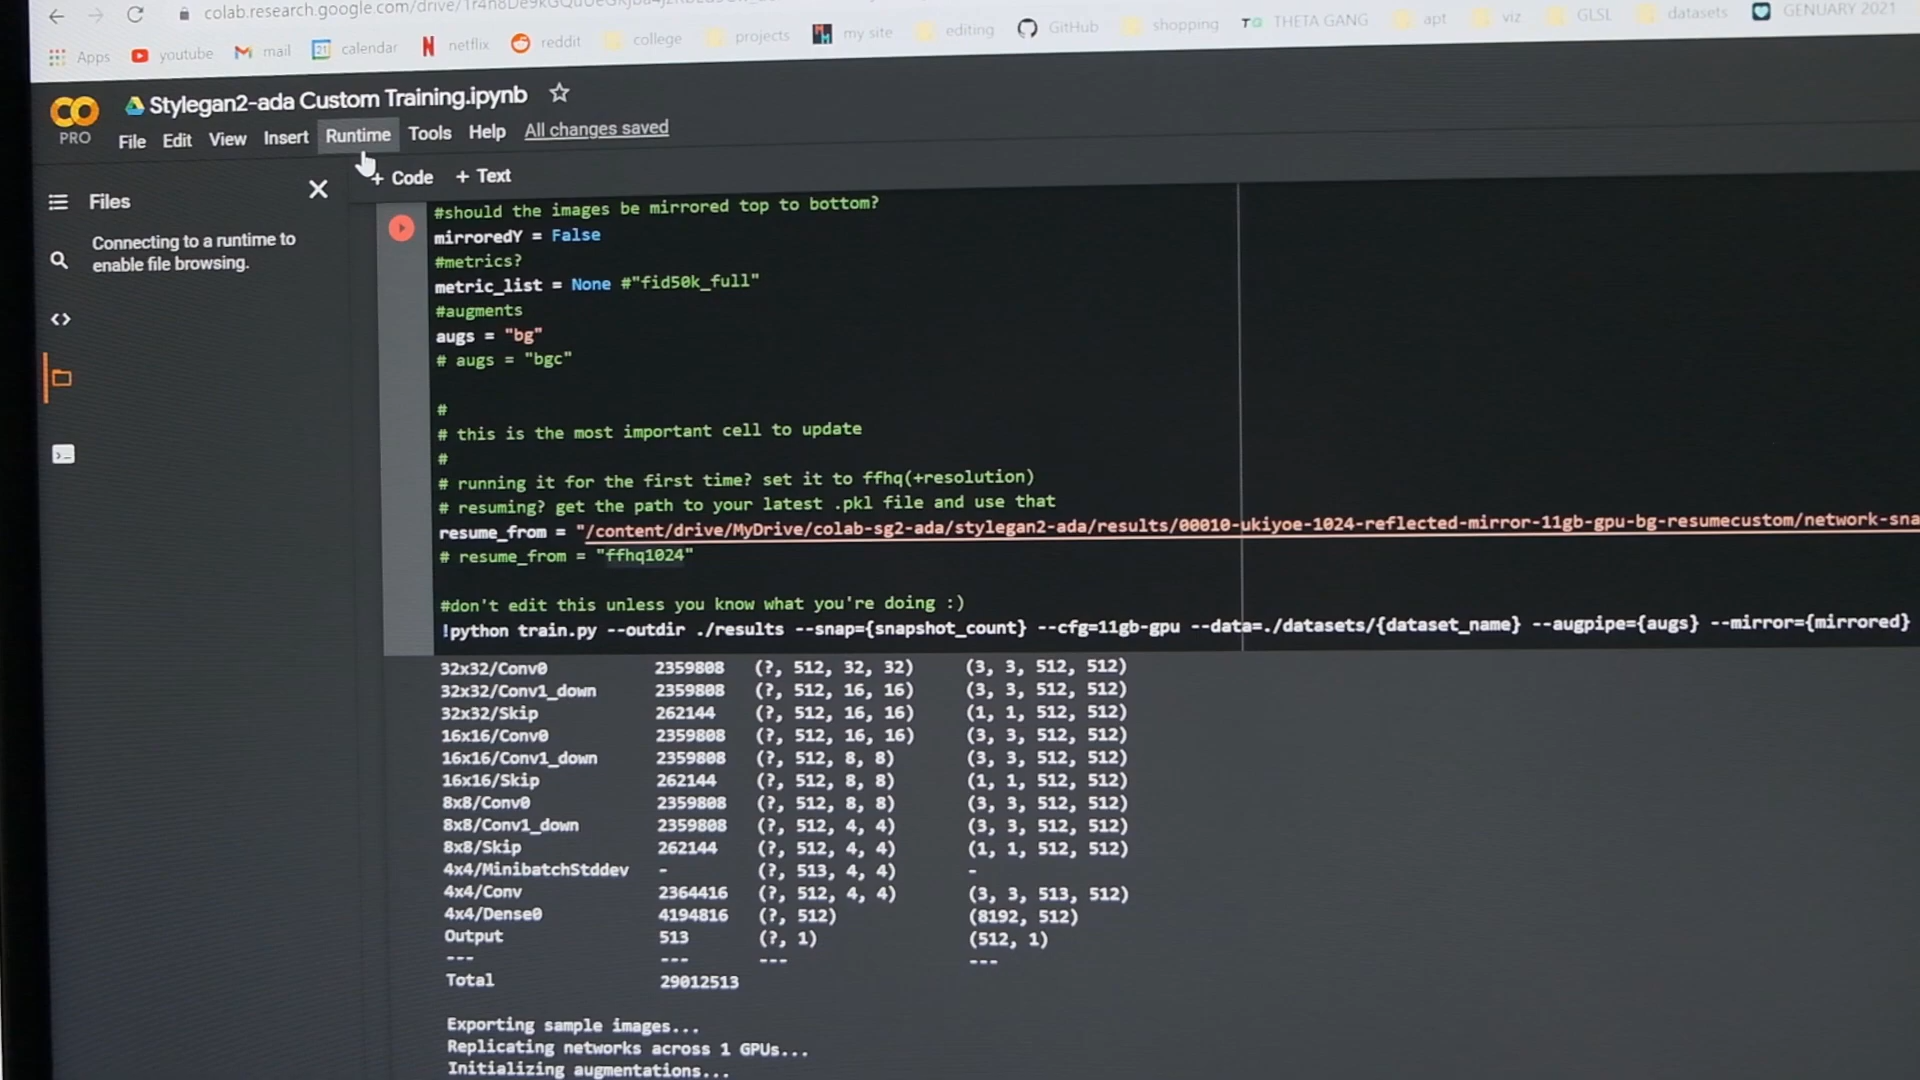 colab.research.google.com/drive/
Apps youtube mail 21 calendar netflix reddit college projects my site editing GitHub shopping TG THETA GANG apt viz GLSL datasets GENUARY 2021
PRO
Stylegan2-ada Custom Training.ipynb
File Edit View Insert Runtime Tools Help All changes saved
+ Code + Text
Files
Connecting to a runtime to
enable file browsing.
#should the images be mirrored top to bottom?
mirroredY = False
#metrics?
metric_list = None #"fid50k_full"
#augments
augs = "bg"
# augs = "bgc"
#
# this is the most important cell to update
#
# running it for the first time? set it to ffhq(+resolution)
# resuming? get the path to your latest .pkl file and use that
resume_from = "/content/drive/MyDrive/colab-sg2-ada/stylegan2-ada/results/00010-ukiyoe-1024-reflected-mirror-11gb-gpu-bg-resumecustom/network-sna
# resume_from = "ffhq1024"
#don't edit this unless you know what you're doing :)
!python train.py --outdir ./results --snap={snapshot_count} --cfg=11gb-gpu --data=./datasets/{dataset_name} --augpipe={augs} --mirror={mirrored}
32x32/Conv0 2359808 (?, 512, 32, 32) (3, 3, 512, 512)
32x32/Conv1_down 2359808 (?, 512, 16, 16) (3, 3, 512, 512)
32x32/Skip 262144 (?, 512, 16, 16) (1, 1, 512, 512)
16x16/Conv0 2359808 (?, 512, 16, 16) (3, 3, 512, 512)
16x16/Conv1_down 2359808 (?, 512, 8, 8) (3, 3, 512, 512)
16x16/Skip 262144 (?, 512, 8, 8) (1, 1, 512, 512)
8x8/Conv0 2359808 (?, 512, 8, 8) (3, 3, 512, 512)
8x8/Conv1_down 2359808 (?, 512, 4, 4) (3, 3, 512, 512)
8x8/Skip 262144 (?, 512, 4, 4) (1, 1, 512, 512)
4x4/MinibatchStddev - (?, 513, 4, 4) -
4x4/Conv 2364416 (?, 512, 4, 4) (3, 3, 513, 512)
4x4/Dense0 4194816 (?, 512) (8192, 512)
Output 513 (?, 1) (512, 1)
--- --- --- ---
Total 29012513
Exporting sample images...
Replicating networks across 1 GPUs...
Initializing augmentations...